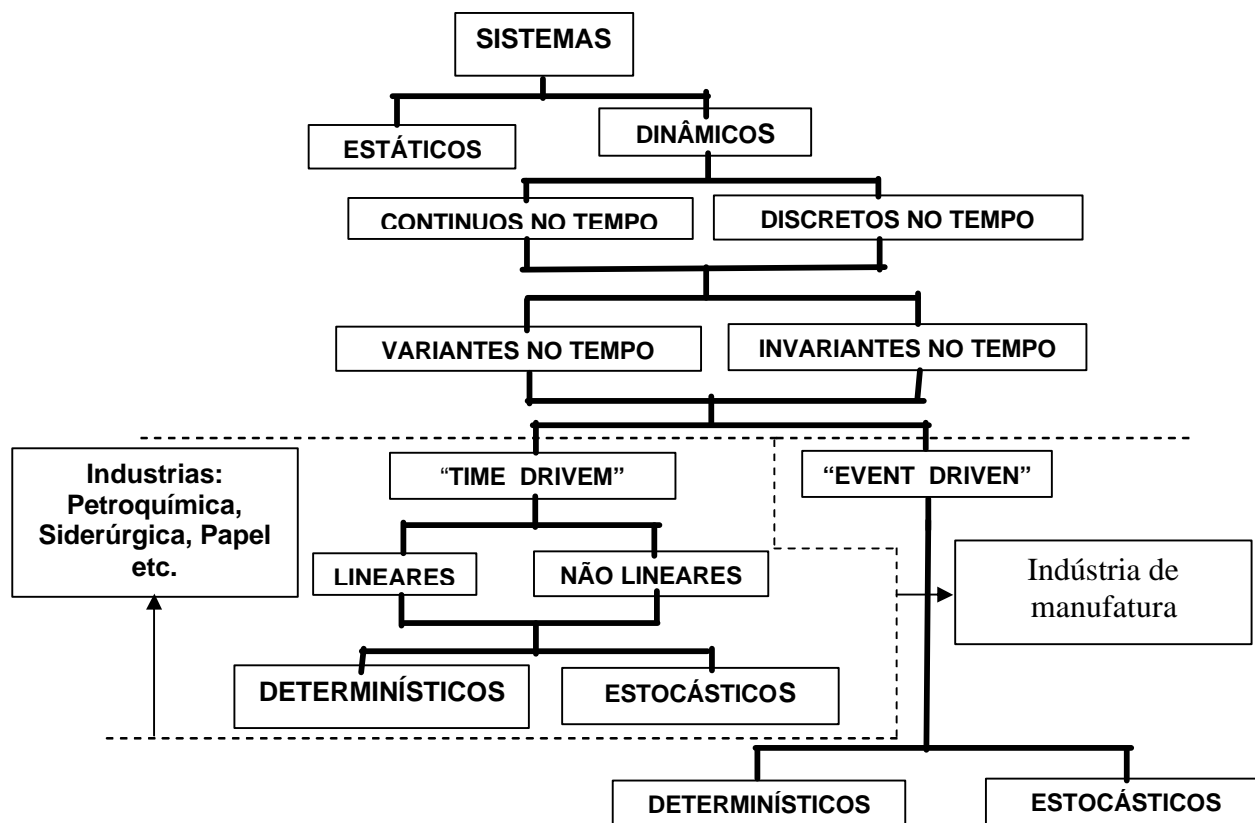 SISTEMAS
ESTÁTICOS
DINÂMICOS
CONTINUOS NO TEMPO
DISCRETOS NO TEMPO
VARIANTES NO TEMPO
INVARIANTES NO TEMPO
Industrias:
Petroquímica,
Siderúrgica, Papel
etc.
“TIME DRIVEM”
“EVENT DRIVEN”
LINEARES
NÃO LINEARES
Indústria de
manufatura
DETERMINÍSTICOS
ESTOCÁSTICOS
DETERMINÍSTICOS
ESTOCÁSTICOS